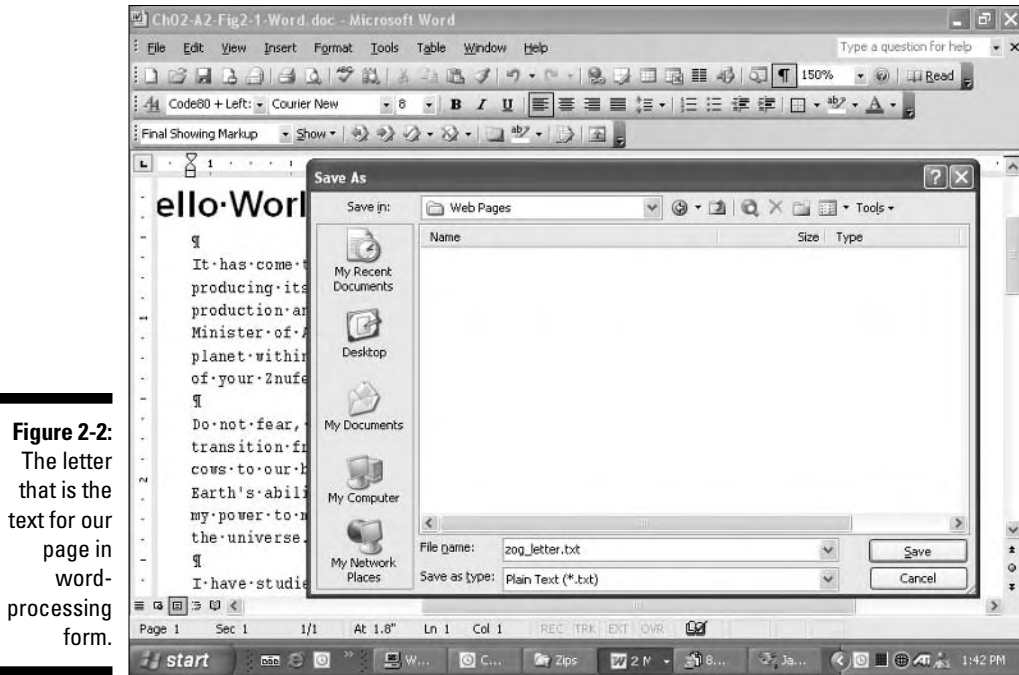 Ch02-A2-Fig2-1-Word.doc - Microsoft Word
File Edit View Insert Format Tools Table Window Help
Type a question for help
150% Read
Code80 + Left: Courier New 8 B I U
Final Showing Markup Show
1
ello·Worl
¶
It·has·come·t
producing·its
production·an
Minister·of·A
planet·within
of·your·Znufe
¶
Do·not·fear,·
transition·fr
cows·to·our·h
Earth's·abili
my·power·to·m
the·universe.
¶
I·have·studie
Save As
Save in: Web Pages Tools
Name Size Type
My Recent Documents
Desktop
My Documents
My Computer
My Network Places
File name: zog_letter.txt Save
Save as type: Plain Text (*.txt) Cancel
Page 1 Sec 1 1/1 At 1.8" Ln 1 Col 1 REC TRK EXT OVR
start W... C... Zips 8... Ja... 1:42 PM
Figure 2-2:
The letter
that is the
text for our
page in
word-
processing
form.